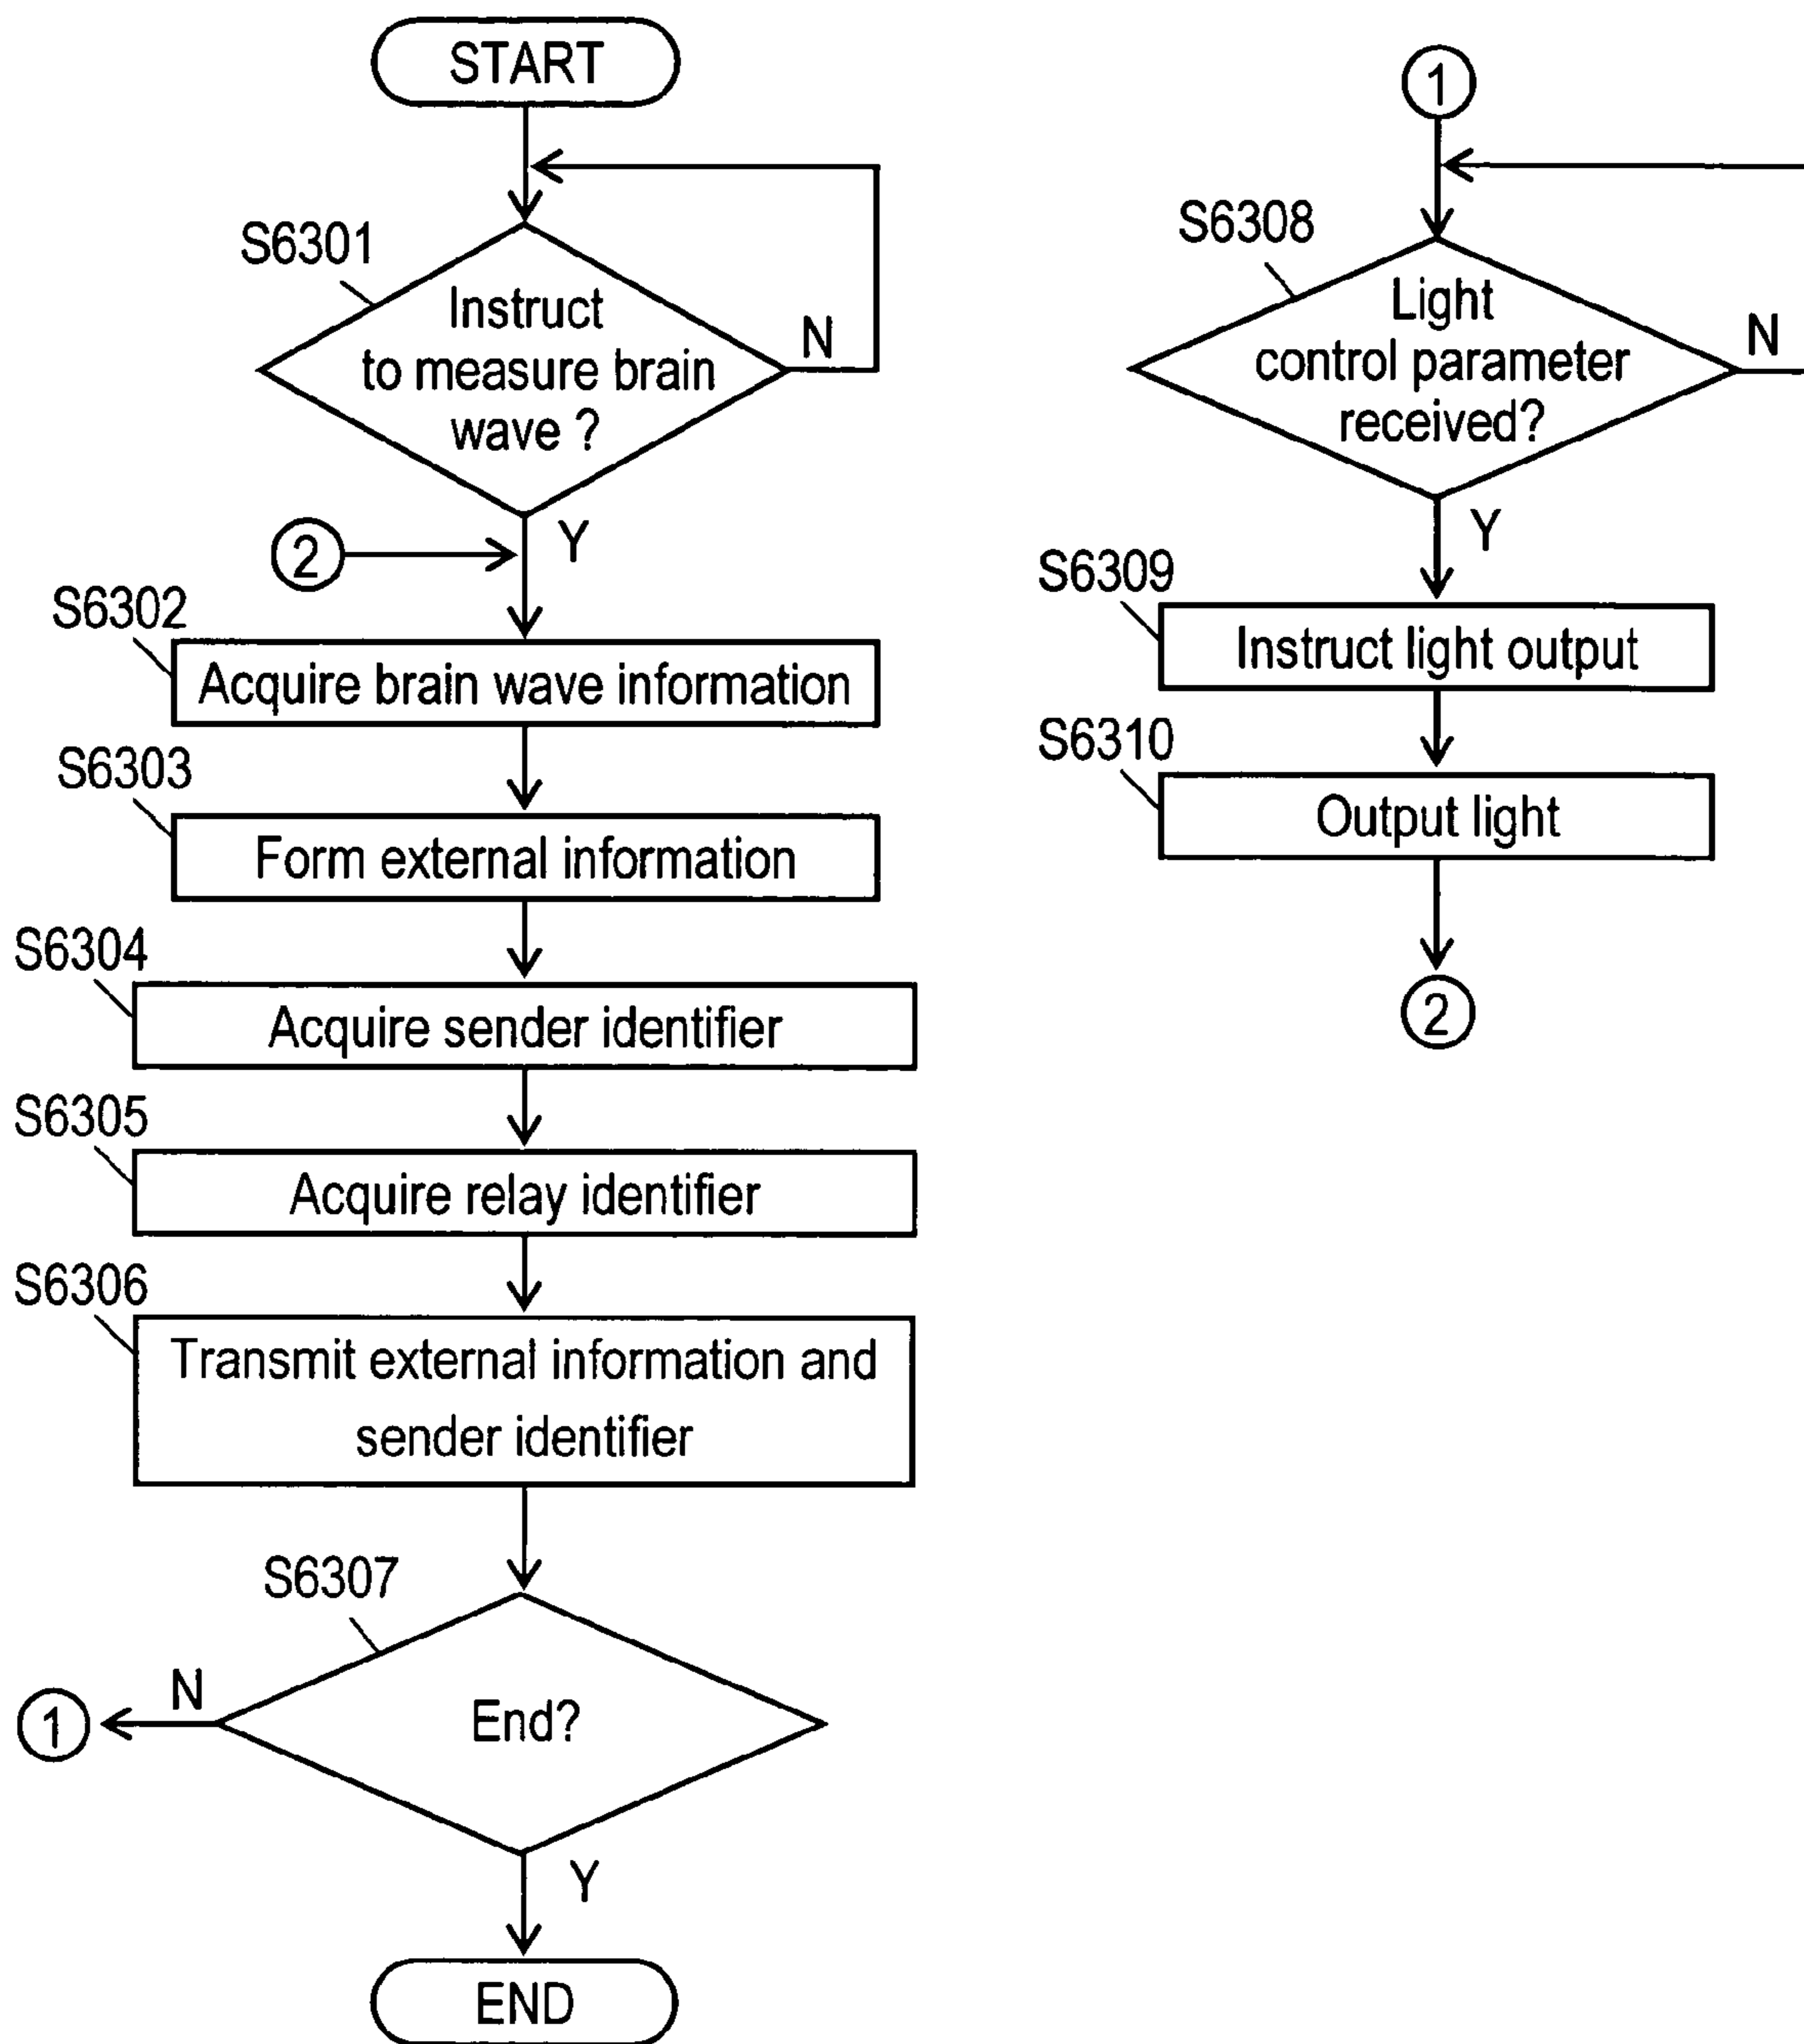 START
S6301
Instruct
to measure brain
wave ?
N
Y
2
S6302
Acquire brain wave information
S6303
Form external information
S6304
Acquire sender identifier
S6305
Acquire relay identifier
S6306
Transmit external information and
sender identifier
S6307
End?
N
1
Y
END
1
S6308
Light
control parameter
received?
N
Y
S6309
Instruct light output
S6310
Output light
2